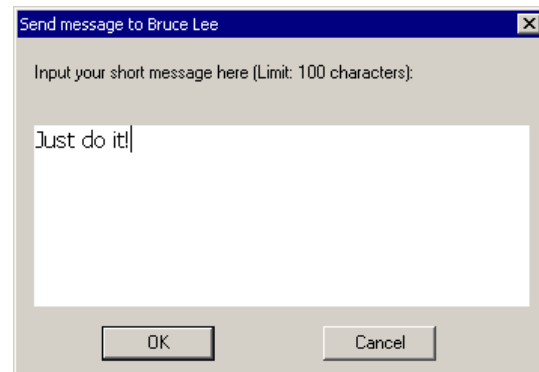 Send message to Bruce Lee
Input your short message here (Limit: 100 characters):
Just do it!
OK
Cancel